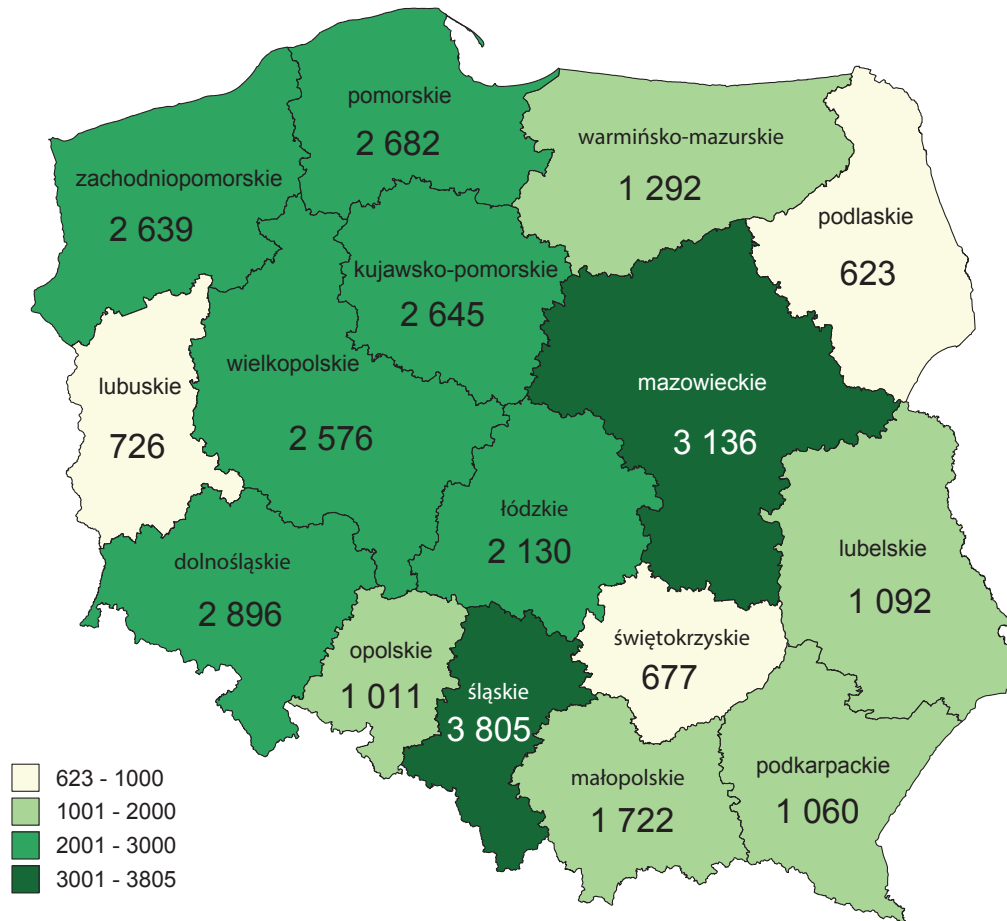 pomorskie
2 682
warmińsko-mazurskie
1 292
zachodniopomorskie
2 639
podlaskie
623
kujawsko-pomorskie
2 645
wielkopolskie
2 576
lubuskie
726
mazowieckie
3 136
łódzkie
2 130
lubelskie
1 092
dolnośląskie
2 896
opolskie
1 011
świętokrzyskie
677
śląskie
3 805
małopolskie
1 722
podkarpackie
1 060
623 - 1000
1001 - 2000
2001 - 3000
3001 - 3805